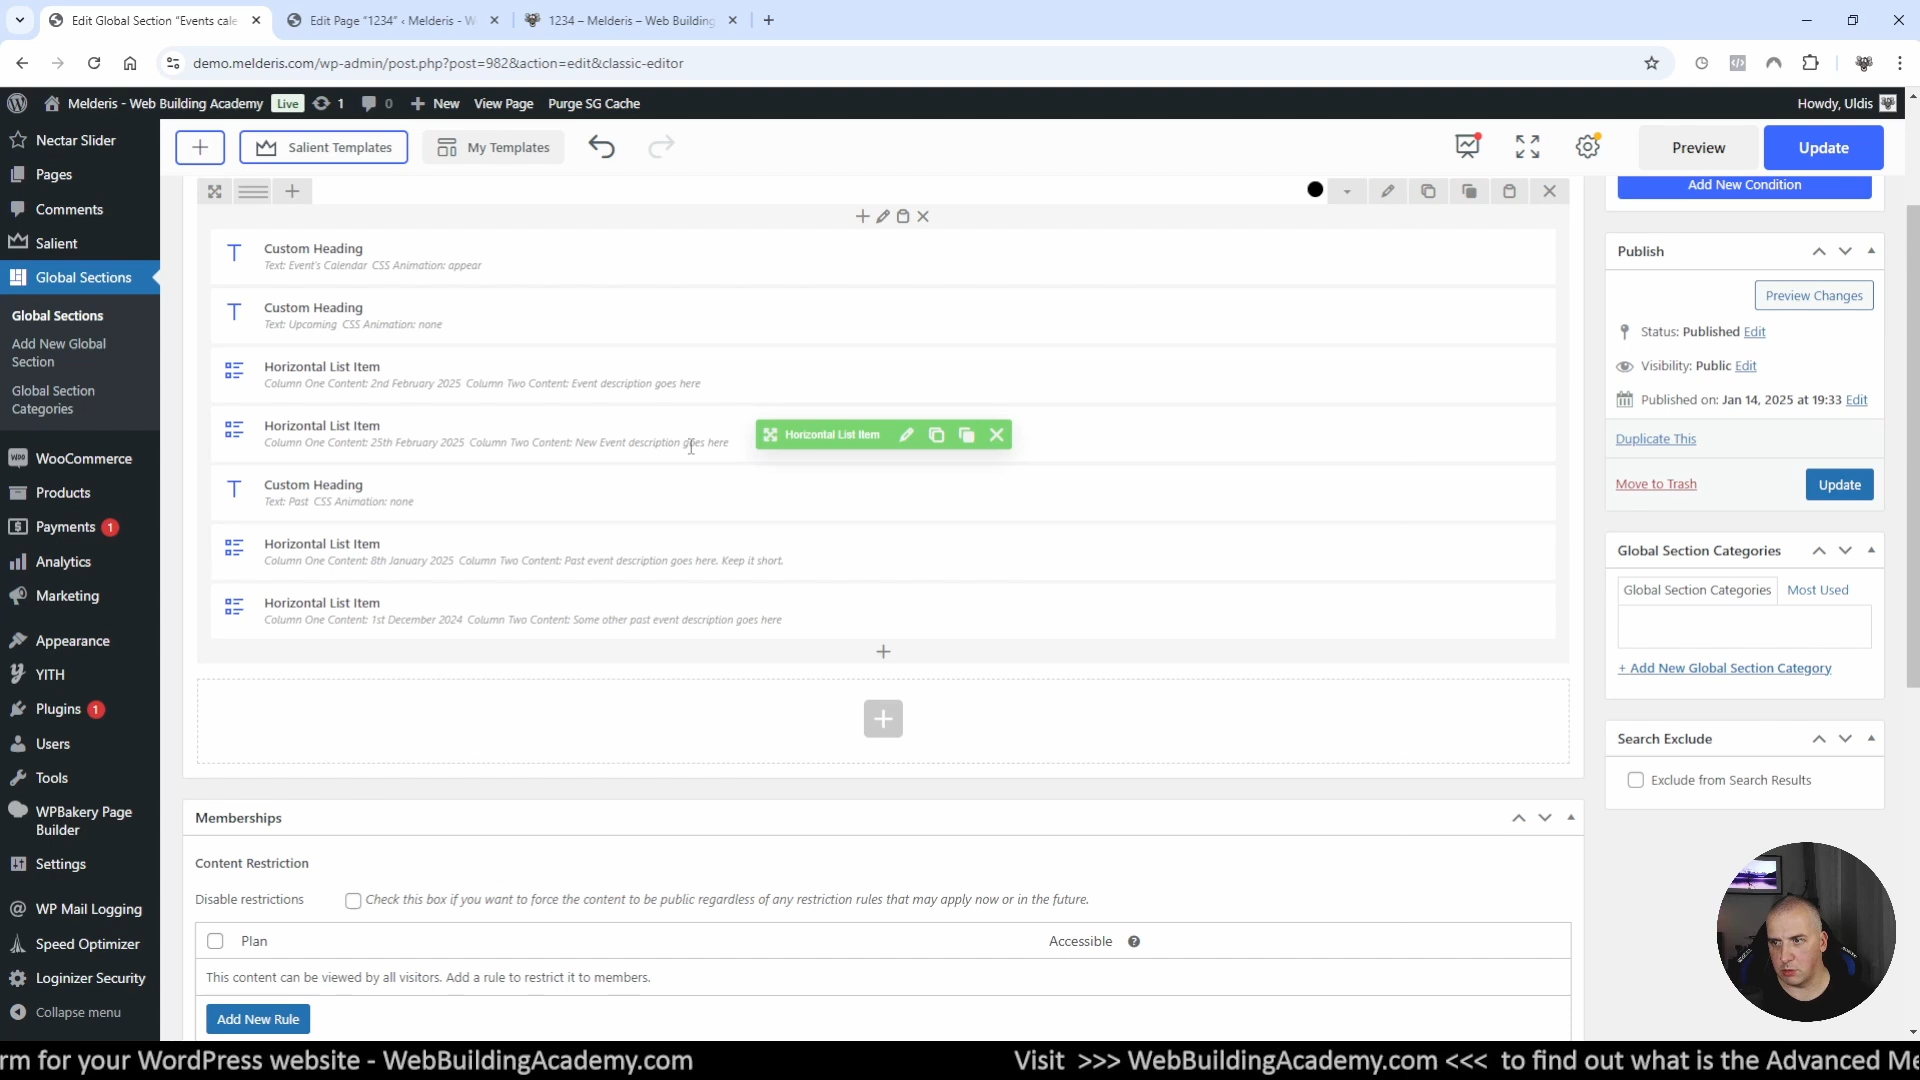 Edit Global Section "Events cale
Edit Page "1234" ‹ Melderis - W
1234 – Melderis – Web Building
demo.melderis.com/wp-admin/post.php?post=982&action=edit&classic-editor
Melderis - Web Building Academy
Live
1
0
New
View Page
Purge SG Cache
Howdy, Uldis
Nectar Slider
Pages
Comments
Salient
Global Sections
Global Sections
Add New Global
Section
Global Section
Categories
WooCommerce
Products
Payments 1
Analytics
Marketing
Appearance
YITH
Plugins 1
Users
Tools
WPBakery Page
Builder
Settings
WP Mail Logging
Speed Optimizer
Loginizer Security
Collapse menu
Salient Templates
My Templates
Preview
Update
Custom Heading
Text: Event's Calendar CSS Animation: appear
Custom Heading
Text: Upcoming CSS Animation: none
Horizontal List Item
Column One Content: 2nd February 2025 Column Two Content: Event description goes here
Horizontal List Item
Column One Content: 25th February 2025 Column Two Content: New Event description goes here
Horizontal List Item
Custom Heading
Text: Past CSS Animation: none
Horizontal List Item
Column One Content: 8th January 2025 Column Two Content: Past event description goes here. Keep it short.
Horizontal List Item
Column One Content: 1st December 2024 Column Two Content: Some other past event description goes here
Memberships
Content Restriction
Disable restrictions
Check this box if you want to force the content to be public regardless of any restriction rules that may apply now or in the future.
Plan
Accessible
This content can be viewed by all visitors. Add a rule to restrict it to members.
Add New Rule
Add New Condition
Publish
Preview Changes
Status: Published Edit
Visibility: Public Edit
Published on: Jan 14, 2025 at 19:33 Edit
Duplicate This
Move to Trash
Update
Global Section Categories
Global Section Categories
Most Used
+ Add New Global Section Category
Search Exclude
Exclude from Search Results
rm for your WordPress website - WebBuildingAcademy.com
Visit >>> WebBuildingAcademy.com <<< to find out what is the Advanced Me